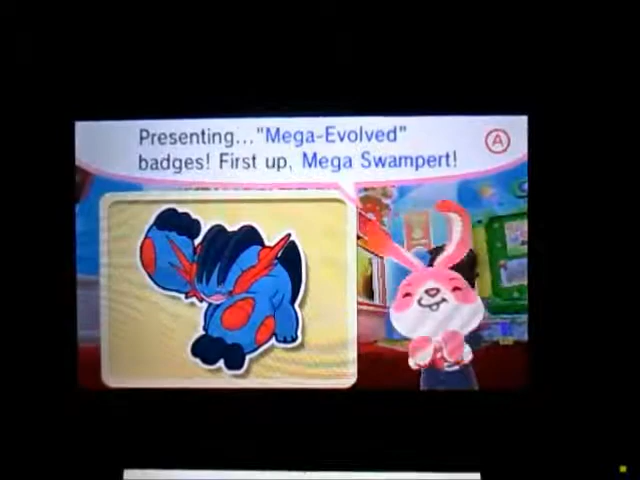 Presenting..."Mega-Evolved"
badges! First up, Mega Swampert!
A